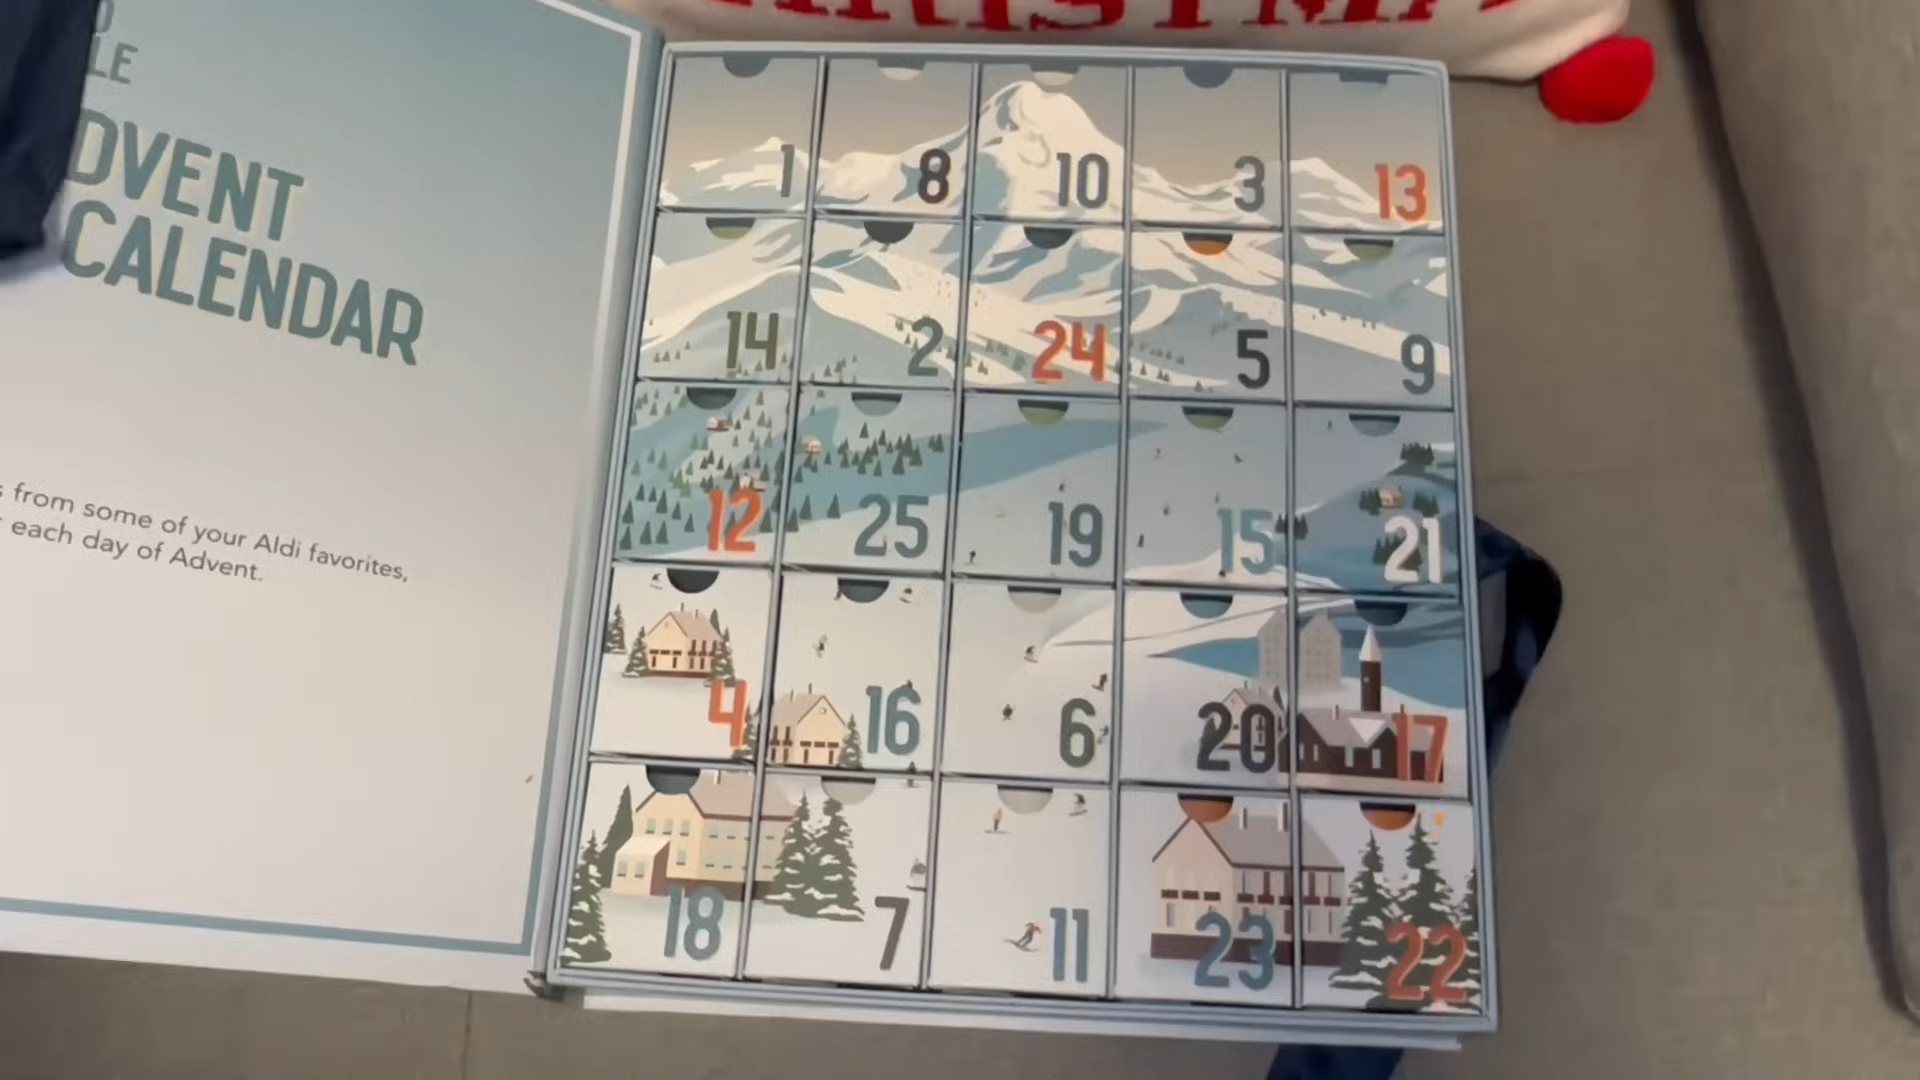 LE
DVENT
CALENDAR
from some of your Aldi favorites,
each day of Advent.
1 8 10 3 13
14 2 24 5 9
12 25 19 15 21
4 16 6 20 17
18 7 11 23 22